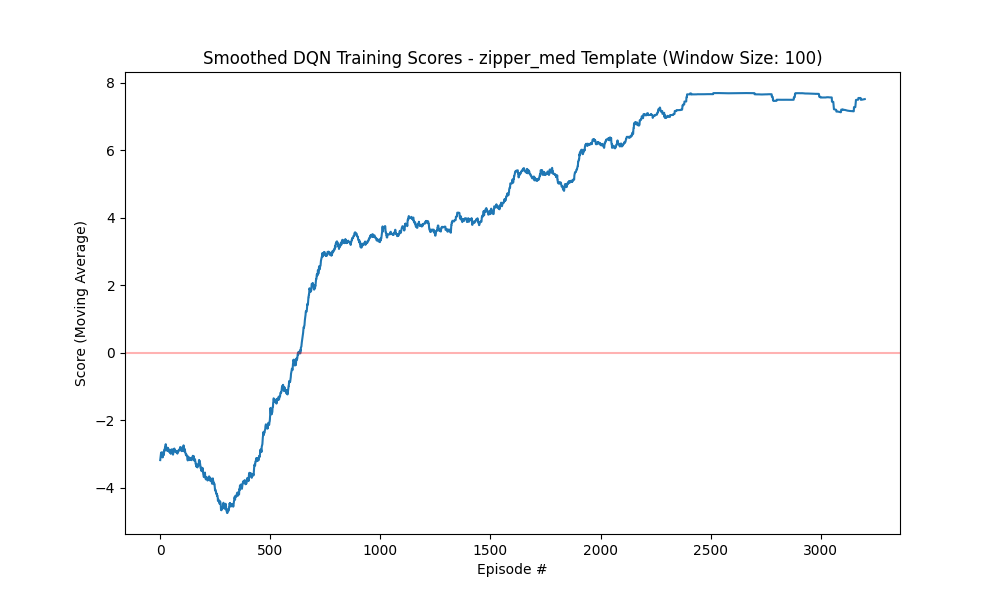 Smoothed DQN Training Scores - zipper_med Template (Window Size: 100)
8
6
4
2
0
−2
−4
Score (Moving Average)
0 500 1000 1500 2000 2500 3000
Episode #